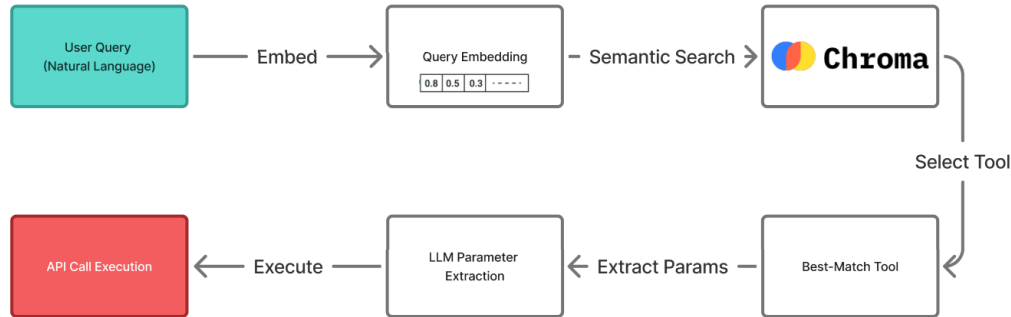 User Query
(Natural Language)
Embed
Query Embedding
0.8 0.5 0.3 -----
Semantic Search
Chroma
Select Tool
Best-Match Tool
Extract Params
LLM Parameter
Extraction
Execute
API Call Execution